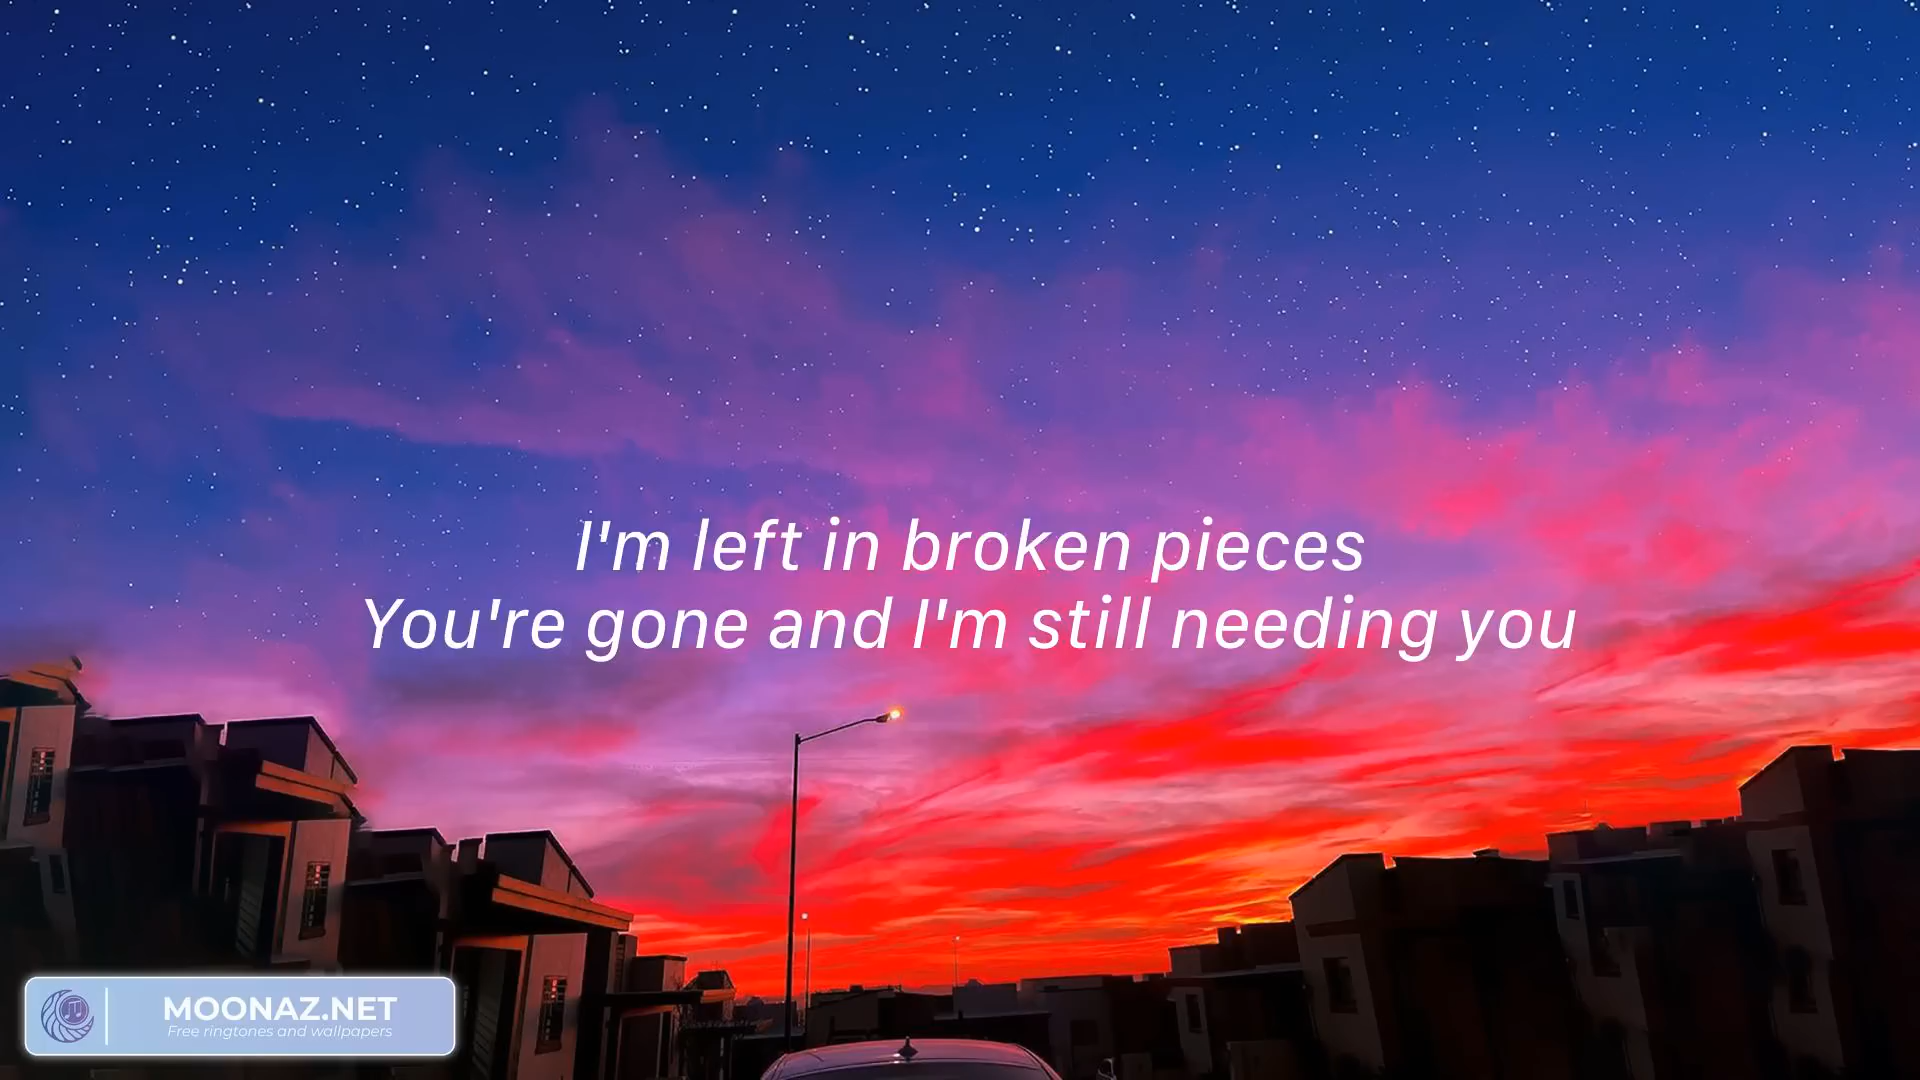 I'm left in broken pieces
You're gone and I'm still needing you
MOONAZ.NET
Free ringtones and wallpapers